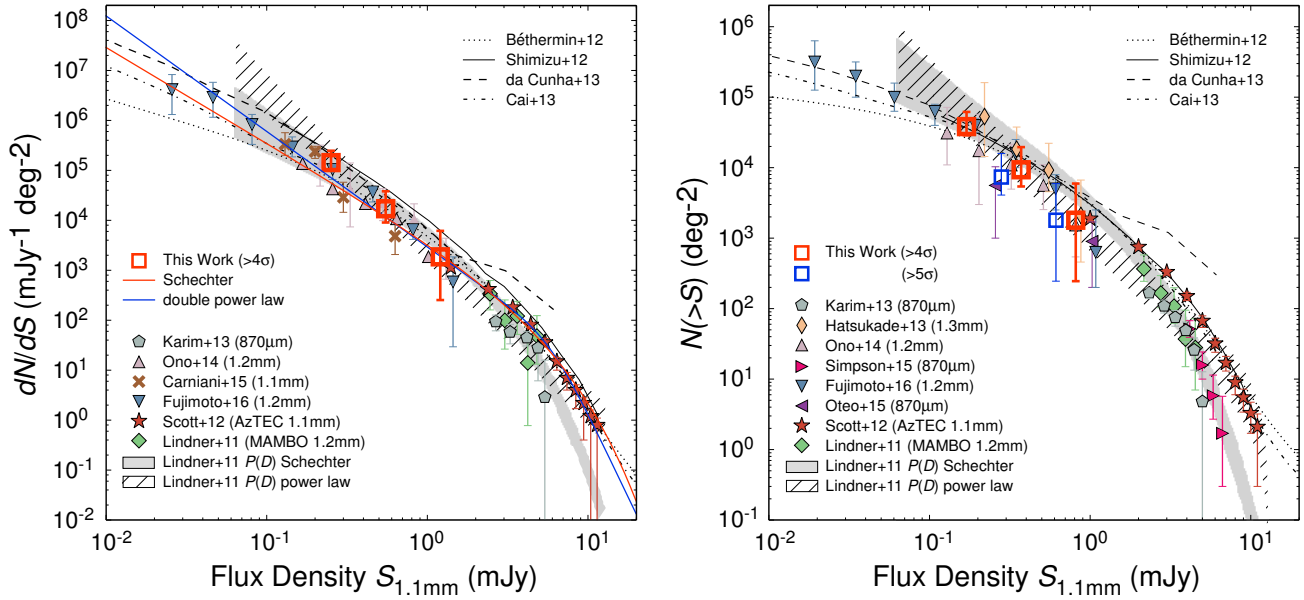 10^8
10^7
10^6
10^5
10^4
10^3
10^2
10^1
10^0
10^-1
10^-2
dN/dS (mJy^-1 deg^-2)
Béthermin+12
Shimizu+12
da Cunha+13
Cai+13
This Work (>4σ)
Schechter
double power law
Karim+13 (870μm)
Ono+14 (1.2mm)
Carniani+15 (1.1mm)
Fujimoto+16 (1.2mm)
Scott+12 (AzTEC 1.1mm)
Lindner+11 (MAMBO 1.2mm)
Lindner+11 P(D) Schechter
Lindner+11 P(D) power law
10^-2 10^-1 10^0 10^1
Flux Density S_1.1mm (mJy)
10^6
10^5
10^4
10^3
10^2
10^1
10^0
10^-1
N(>S) (deg^-2)
Béthermin+12
Shimizu+12
da Cunha+13
Cai+13
This Work (>4σ)
(>5σ)
Karim+13 (870μm)
Hatsukade+13 (1.3mm)
Ono+14 (1.2mm)
Simpson+15 (870μm)
Fujimoto+16 (1.2mm)
Oteo+15 (870μm)
Scott+12 (AzTEC 1.1mm)
Lindner+11 (MAMBO 1.2mm)
Lindner+11 P(D) Schechter
Lindner+11 P(D) power law
10^-2 10^-1 10^0 10^1
Flux Density S_1.1mm (mJy)